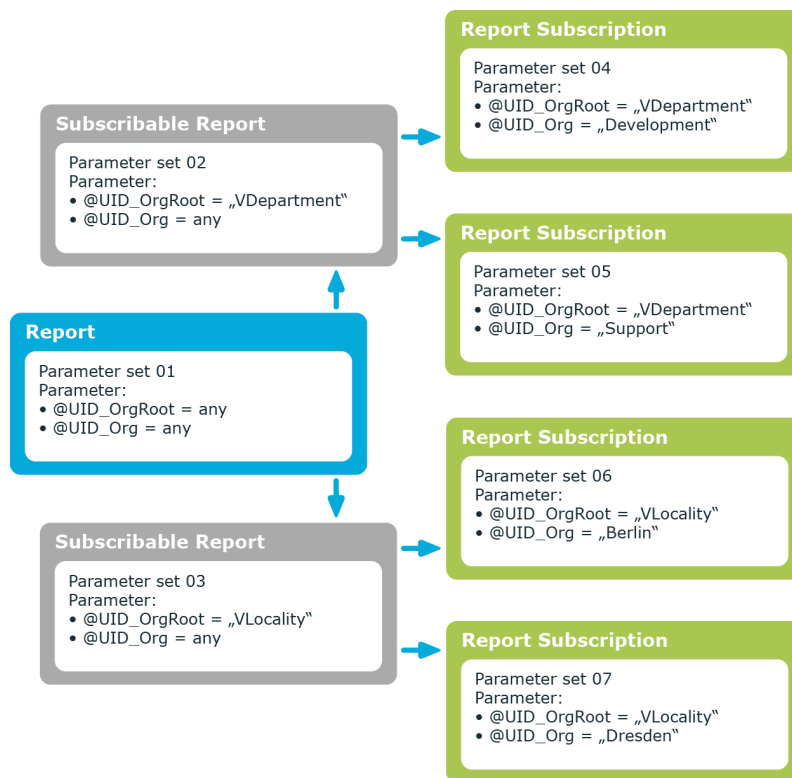 Report Subscription
Parameter set 04
Parameter:
• @UID_OrgRoot = „VDepartment“
• @UID_Org = „Development“
Subscribable Report
Parameter set 02
Parameter:
• @UID_OrgRoot = „VDepartment“
• @UID_Org = any
Report Subscription
Parameter set 05
Parameter:
• @UID_OrgRoot = „VDepartment“
• @UID_Org = „Support“
Report
Parameter set 01
Parameter:
• @UID_OrgRoot = any
• @UID_Org = any
Report Subscription
Parameter set 06
Parameter:
• @UID_OrgRoot = „VLocality“
• @UID_Org = „Berlin“
Subscribable Report
Parameter set 03
Parameter:
• @UID_OrgRoot = „VLocality“
• @UID_Org = any
Report Subscription
Parameter set 07
Parameter:
• @UID_OrgRoot = „VLocality“
• @UID_Org = „Dresden“